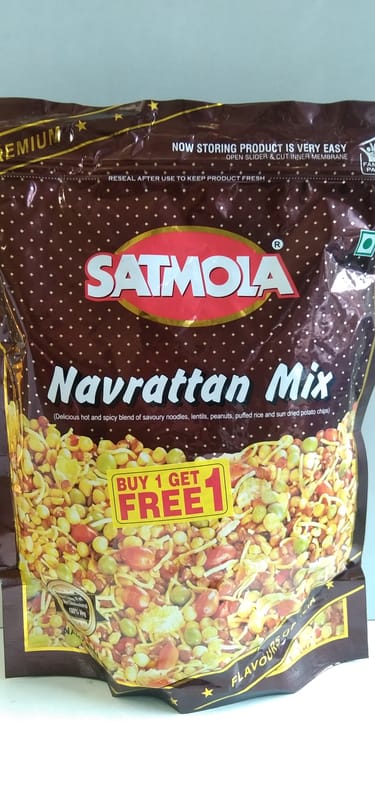 PREMIUM
NOW STORING PRODUCT IS VERY EASY
OPEN SLIDER & CUT INNER MEMBRANE
RESEAL AFTER USE TO KEEP PRODUCT FRESH
SATMOLA®
Navrattan Mix
(Delicious hot and spicy blend of savoury noodles, lentils, peanuts, puffed rice and sun dried potato chips)
BUY 1 GET
FREE 1
FLAVOURS